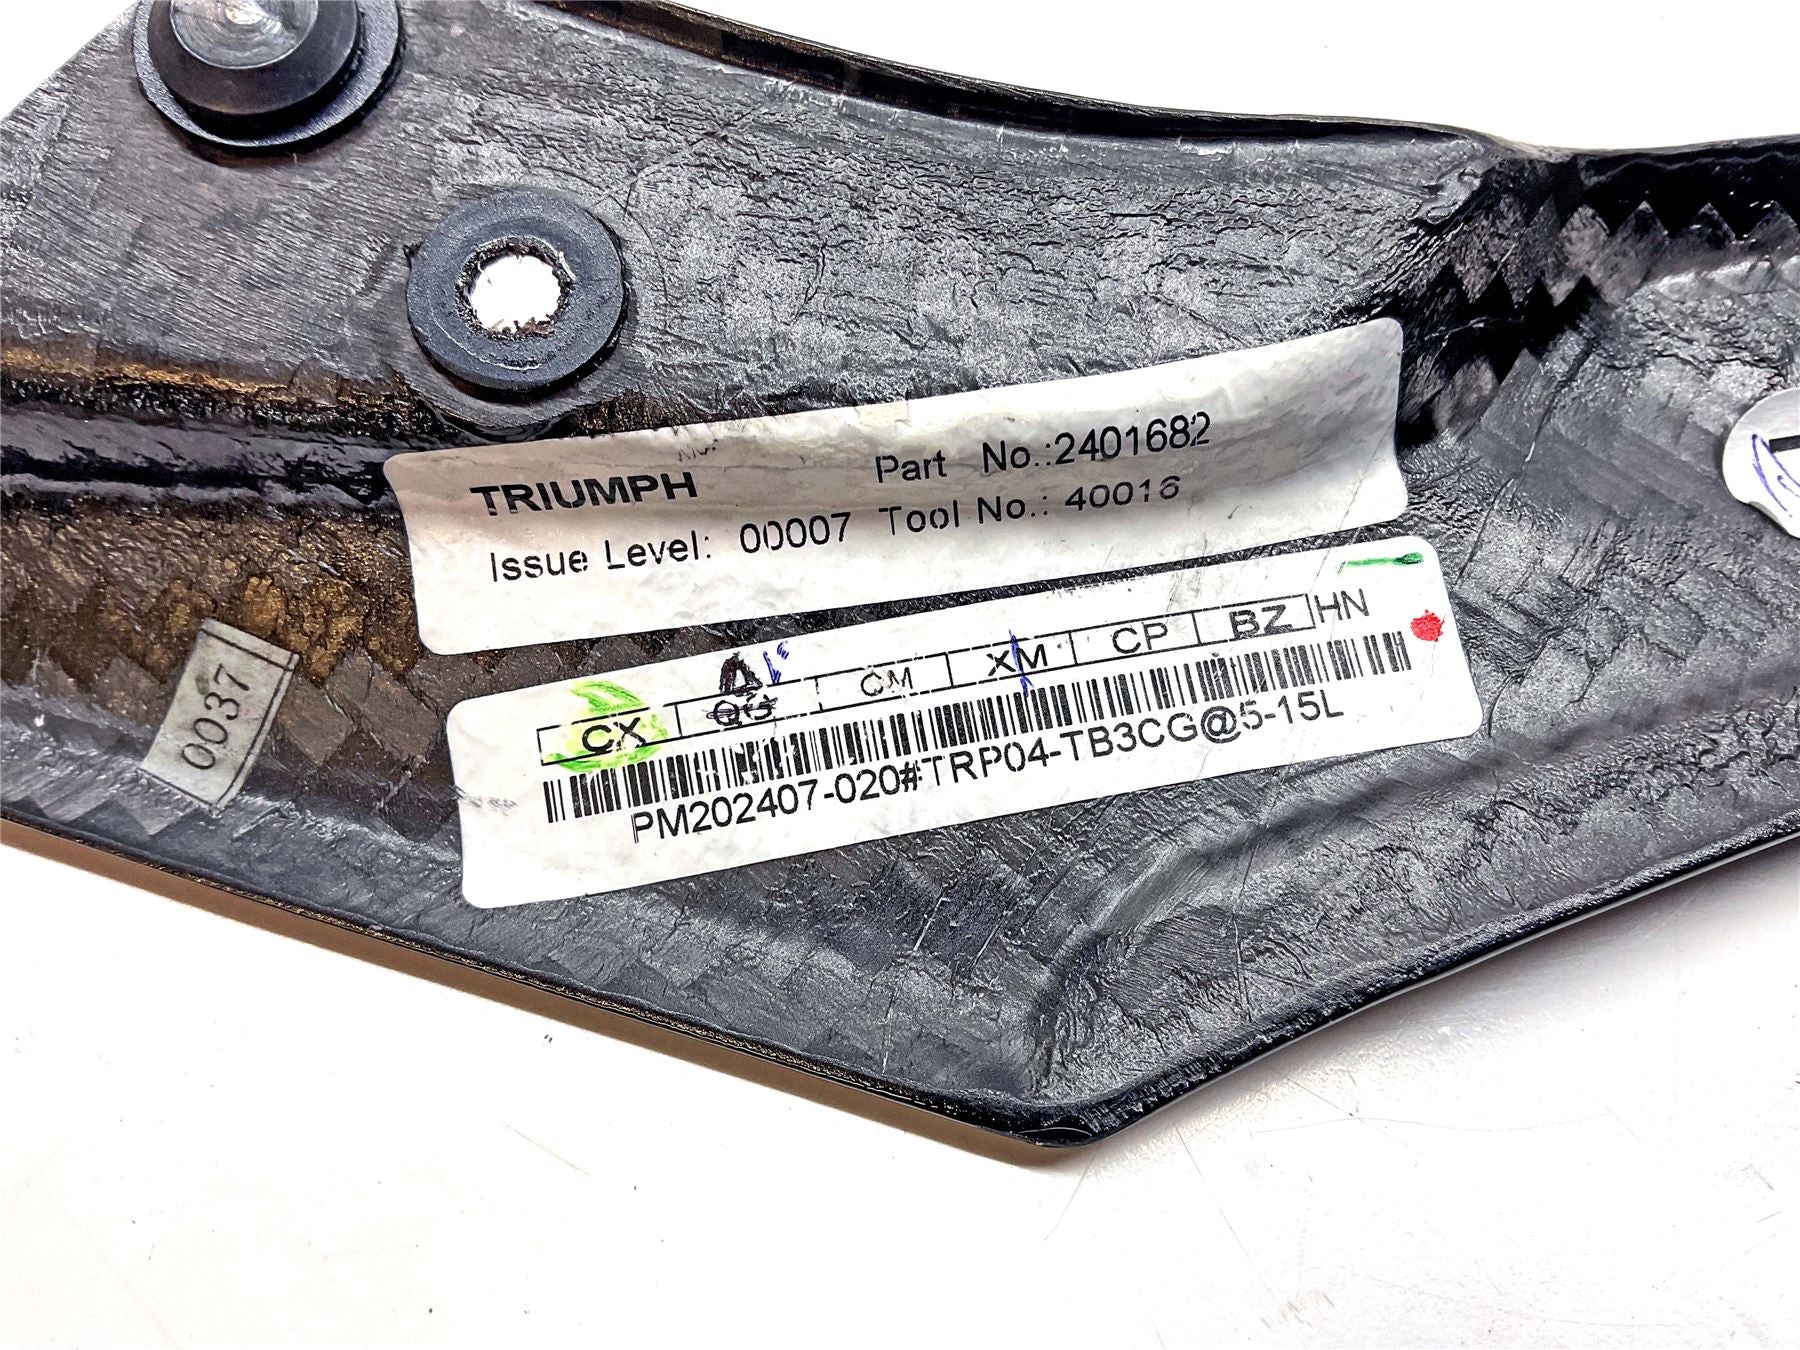 TRIUMPH Part No.:2401682
Issue Level: 00007 Tool No.: 40016
CX QG CM XM CP BZ HN
PM202407-020#TRP04-TB3CG@5-15L
0037